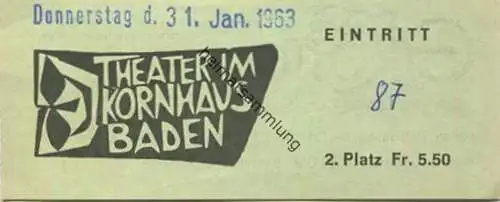 Donnerstag d. 31. Jan. 1963
EINTRITT
THEATER IM
KORNHAUS
BADEN
87
2. Platz Fr. 5.50
heimatsammlung